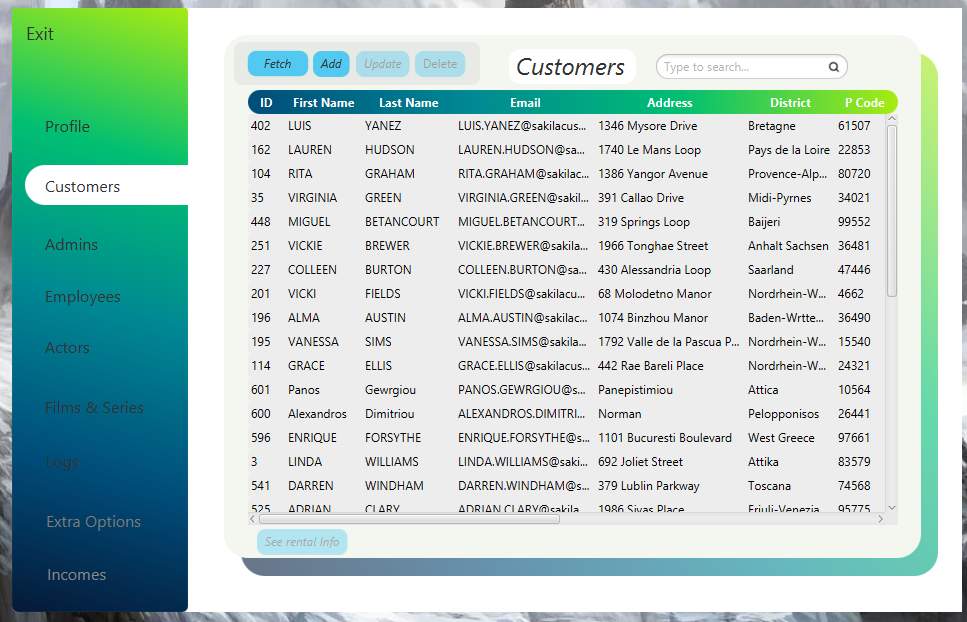 Exit
Profile
Customers
Admins
Employees
Actors
Films & Series
Logs
Extra Options
Incomes
Fetch Add Update Delete Customers Type to search...
ID First Name Last Name Email Address District P Code
402 LUIS YANEZ LUIS.YANEZ@sakilacus... 1346 Mysore Drive Bretagne 61507
162 LAUREN HUDSON LAUREN.HUDSON@sa... 1740 Le Mans Loop Pays de la Loire 22853
104 RITA GRAHAM RITA.GRAHAM@sakilac... 1386 Yangor Avenue Provence-Alp... 80720
35 VIRGINIA GREEN VIRGINIA.GREEN@sakil... 391 Callao Drive Midi-Pyrnes 34021
448 MIGUEL BETANCOURT MIGUEL.BETANCOURT... 319 Springs Loop Baijeri 99552
251 VICKIE BREWER VICKIE.BREWER@sakila... 1966 Tonghae Street Anhalt Sachsen 36481
227 COLLEEN BURTON COLLEEN.BURTON@sa... 430 Alessandria Loop Saarland 47446
201 VICKI FIELDS VICKI.FIELDS@sakilacu... 68 Molodetno Manor Nordrhein-W... 4662
196 ALMA AUSTIN ALMA.AUSTIN@sakilac... 1074 Binzhou Manor Baden-Wrtte... 36490
195 VANESSA SIMS VANESSA.SIMS@sakila... 1792 Valle de la Pascua P... Nordrhein-W... 15540
114 GRACE ELLIS GRACE.ELLIS@sakilacu... 442 Rae Bareli Place Nordrhein-W... 24321
601 Panos Gewrgiou PANOS.GEWRGIOU@s... Panepistimiou Attica 10564
600 Alexandros Dimitriou ALEXANDROS.DIMITRI... Norman Pelopponisos 26441
596 ENRIQUE FORSYTHE ENRIQUE.FORSYTHE@s... 1101 Bucuresti Boulevard West Greece 97661
3 LINDA WILLIAMS LINDA.WILLIAMS@saki... 692 Joliet Street Attika 83579
541 DARREN WINDHAM DARREN.WINDHAM@s... 379 Lublin Parkway Toscana 74568
525 ADRIAN CLARY ADRIAN.CLARY@sakila... 1986 Sivas Place Friuli-Venezia... 95775
See rental Info